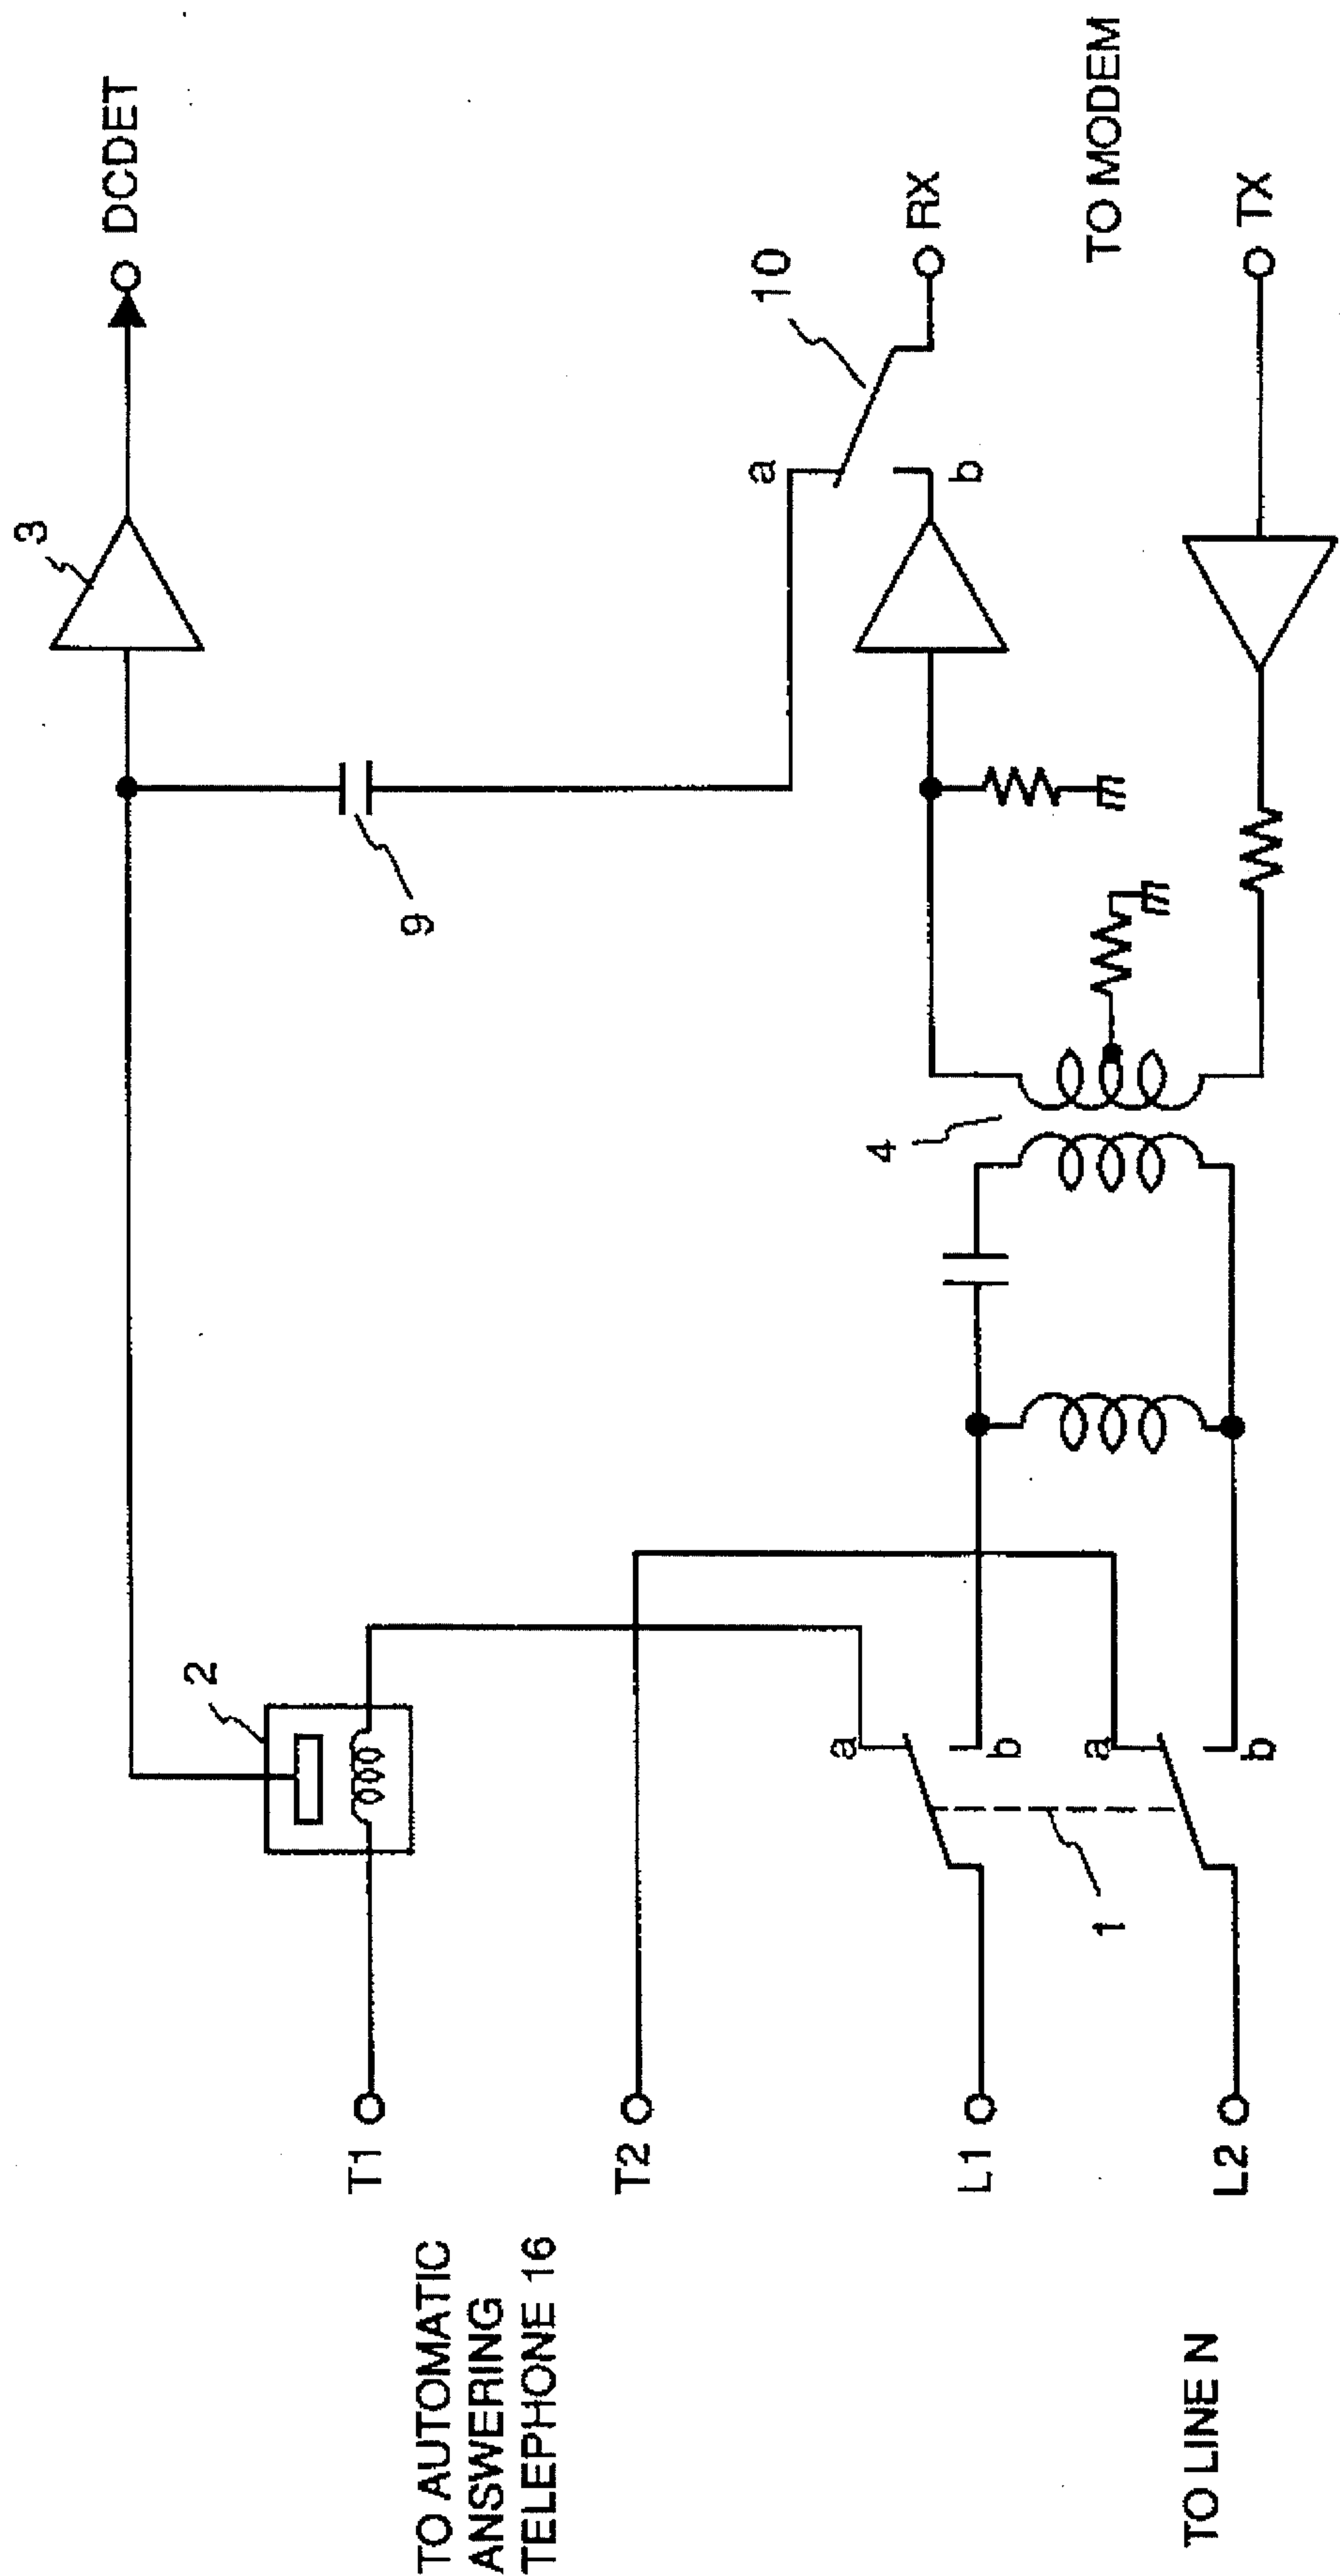 DCDET
3
2
9
T1
TO AUTOMATIC
ANSWERING
TELEPHONE 16
T2
10
a
RX
b
4
TO MODEM
a
L1
b
1
a
TX
L2
b
TO LINE N